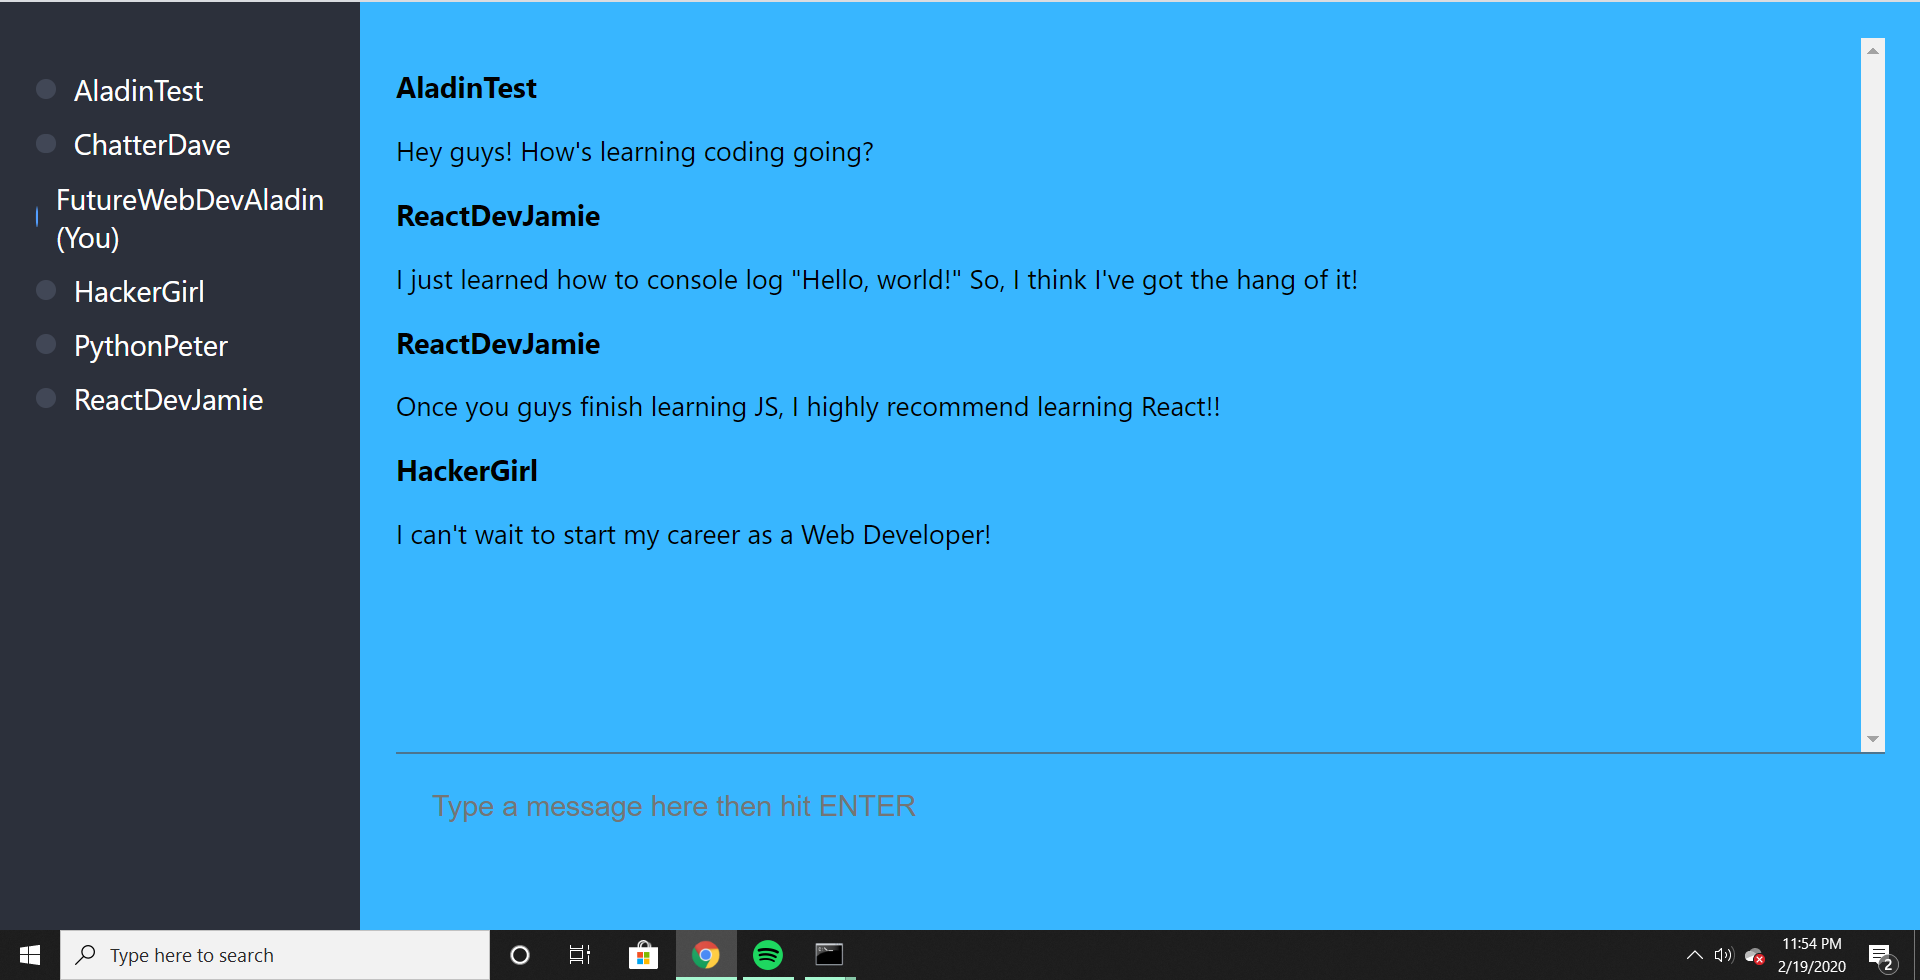 AladinTest
ChatterDave
FutureWebDevAladin
(You)
HackerGirl
PythonPeter
ReactDevJamie
AladinTest
Hey guys! How's learning coding going?
ReactDevJamie
I just learned how to console log "Hello, world!" So, I think I've got the hang of it!
ReactDevJamie
Once you guys finish learning JS, I highly recommend learning React!!
HackerGirl
I can't wait to start my career as a Web Developer!
Type a message here then hit ENTER
Type here to search
11:54 PM
2/19/2020
2